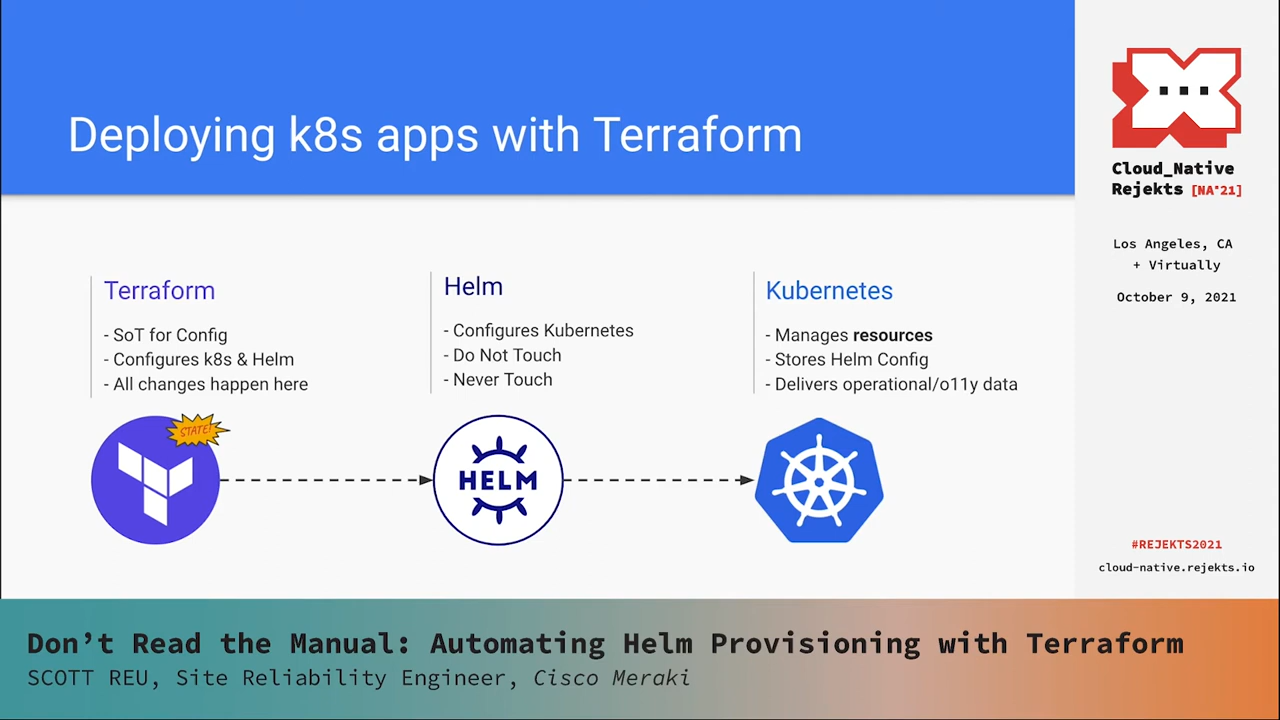 Deploying k8s apps with Terraform
Terraform
- SoT for Config
- Configures k8s & Helm
- All changes happen here
STATE!
Helm
- Configures Kubernetes
- Do Not Touch
- Never Touch
HELM
Kubernetes
- Manages resources
- Stores Helm Config
- Delivers operational/o11y data
Cloud_Native
Rejekts [NA'21]
Los Angeles, CA
+ Virtually
October 9, 2021
#REJEKTS2021
cloud-native.rejekts.io
Don't Read the Manual: Automating Helm Provisioning with Terraform
SCOTT REU, Site Reliability Engineer, Cisco Meraki